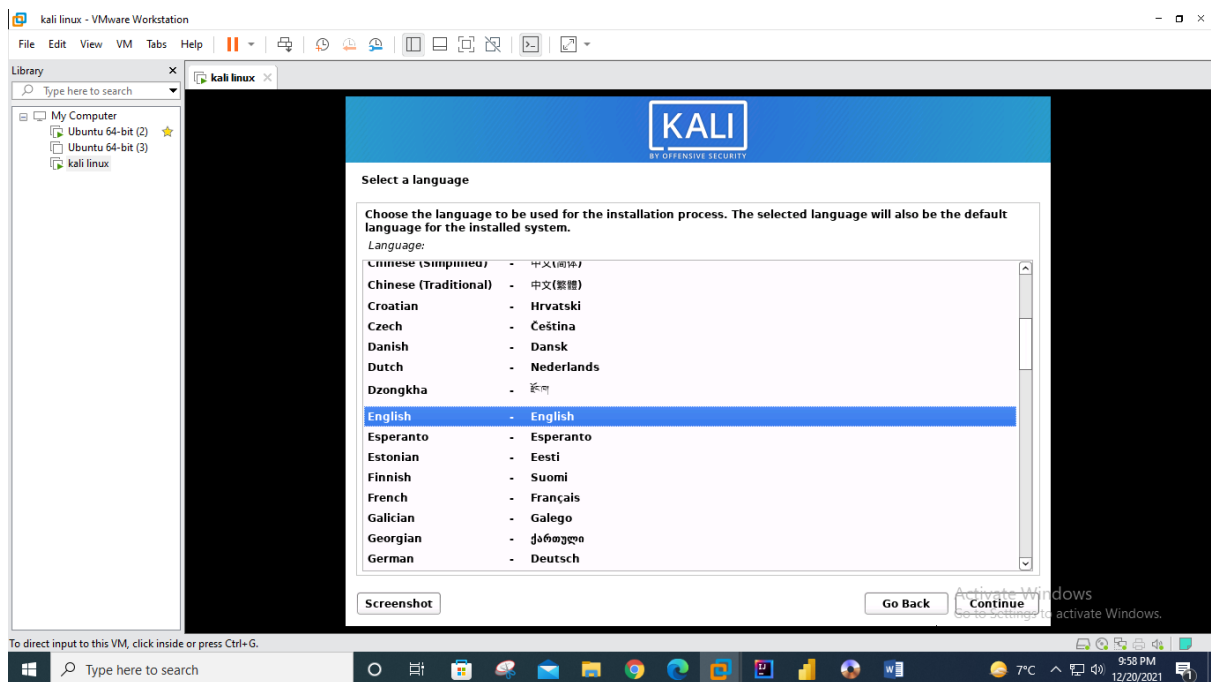 kali linux - VMware Workstation
File Edit View VM Tabs Help
Library
Type here to search
My Computer
Ubuntu 64-bit (2)
Ubuntu 64-bit (3)
kali linux
kali linux
KALI
BY OFFENSIVE SECURITY
Select a language
Choose the language to be used for the installation process. The selected language will also be the default
language for the installed system.
Language:
Chinese (Simplified) - 中文(简体)
Chinese (Traditional) - 中文(繁體)
Croatian - Hrvatski
Czech - Čeština
Danish - Dansk
Dutch - Nederlands
Dzongkha - རྫོང་ཁ
English - English
Esperanto - Esperanto
Estonian - Eesti
Finnish - Suomi
French - Français
Galician - Galego
Georgian - ქართული
German - Deutsch
Screenshot
Go Back
Continue
Activate Windows
Go to Settings to activate Windows.
To direct input to this VM, click inside or press Ctrl+G.
Type here to search
7°C
9:58 PM
12/20/2021